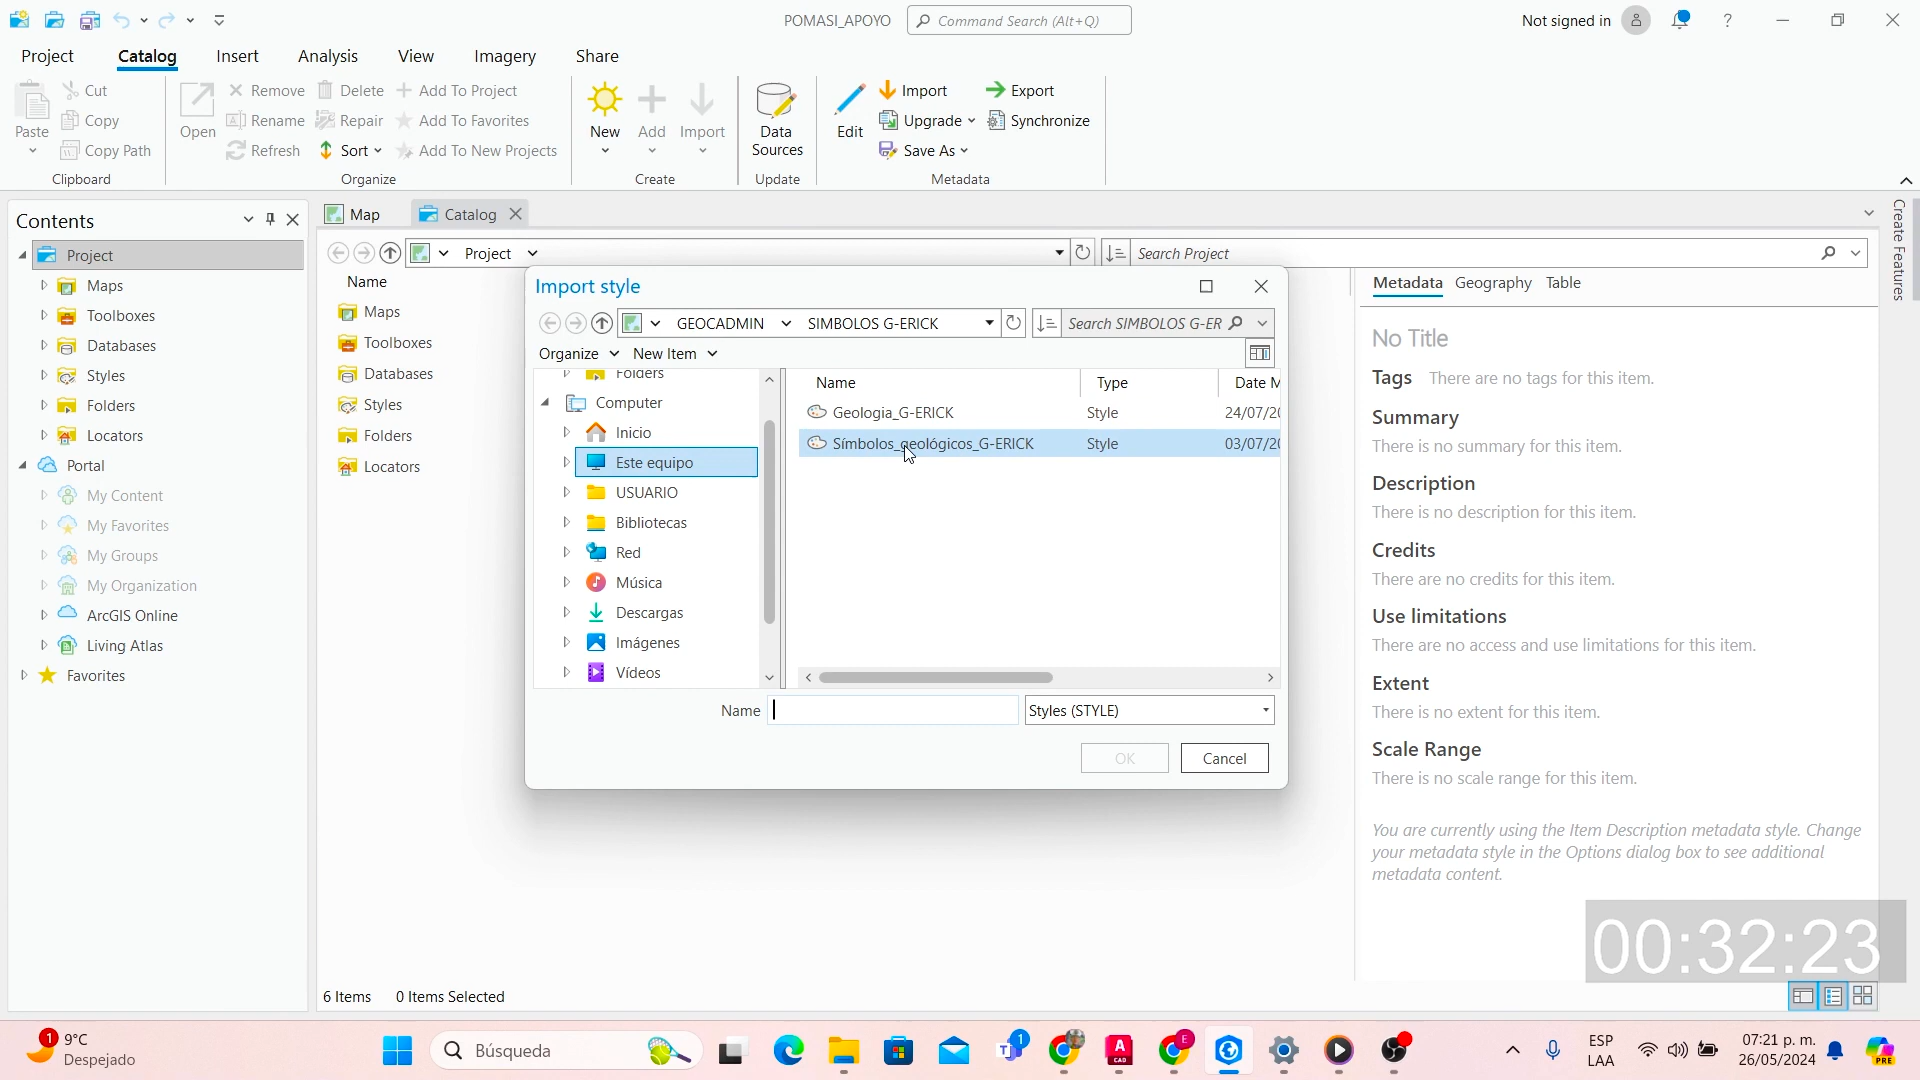 POMASI_APOYO
Command Search (Alt+Q)
Not signed in
Project
Catalog
Insert
Analysis
View
Imagery
Share
Paste
Cut
Copy
Copy Path
Clipboard
Open
Remove
Rename
Refresh
Delete
Repair
Sort
Add To Project
Add To Favorites
Add To New Projects
Organize
New
Add
Import
Create
Data
Sources
Update
Edit
Import
Upgrade
Save As
Export
Synchronize
Metadata
Contents
Project
Maps
Toolboxes
Databases
Styles
Folders
Locators
Portal
My Content
My Favorites
My Groups
My Organization
ArcGIS Online
Living Atlas
Favorites
Map
Catalog
Project
Search Project
Name
Maps
Toolboxes
Databases
Styles
Folders
Locators
Import style
GEOCADMIN
SIMBOLOS G-ERICK
Search SIMBOLOS G-ER
Organize
New Item
Folders
Computer
Inicio
Este equipo
USUARIO
Bibliotecas
Red
Música
Descargas
Imágenes
Vídeos
Name
Type
Date M
Geologia_G-ERICK
Style
24/07/20
Símbolos_geológicos_G-ERICK
Style
03/07/20
Name
Styles (STYLE)
OK
Cancel
Metadata
Geography
Table
No Title
Tags There are no tags for this item.
Summary
There is no summary for this item.
Description
There is no description for this item.
Credits
There are no credits for this item.
Use limitations
There are no access and use limitations for this item.
Extent
There is no extent for this item.
Scale Range
There is no scale range for this item.
You are currently using the Item Description metadata style. Change
your metadata style in the Options dialog box to see additional
metadata content.
Create Features
00:32:23
6 Items
0 Items Selected
1
9°C
Despejado
Búsqueda
1
A
CAD
E
ESP
LAA
07:21 p. m.
26/05/2024
PRE